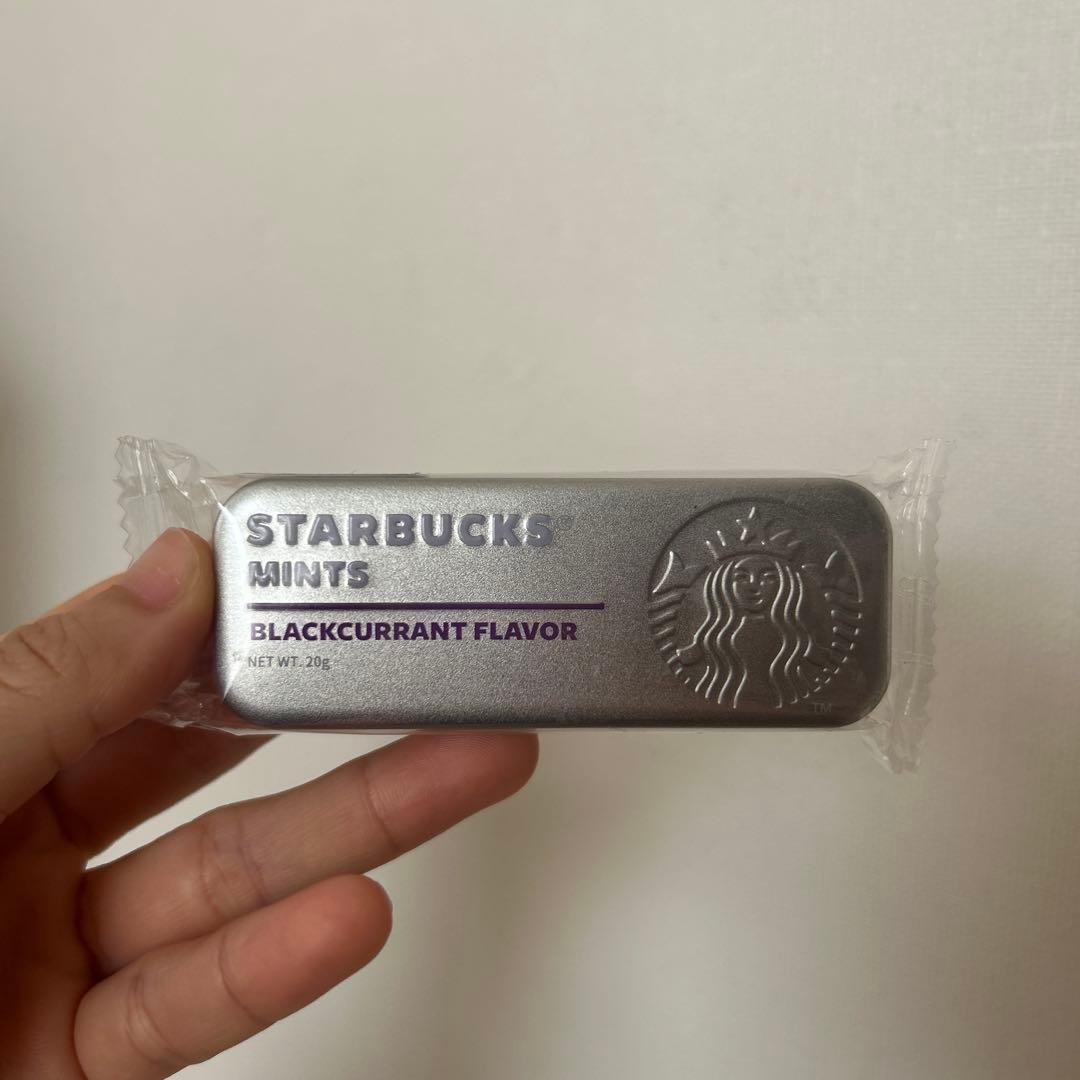 STARBUCKS®
MINTS
BLACKCURRANT FLAVOR
NET WT. 20g
TM